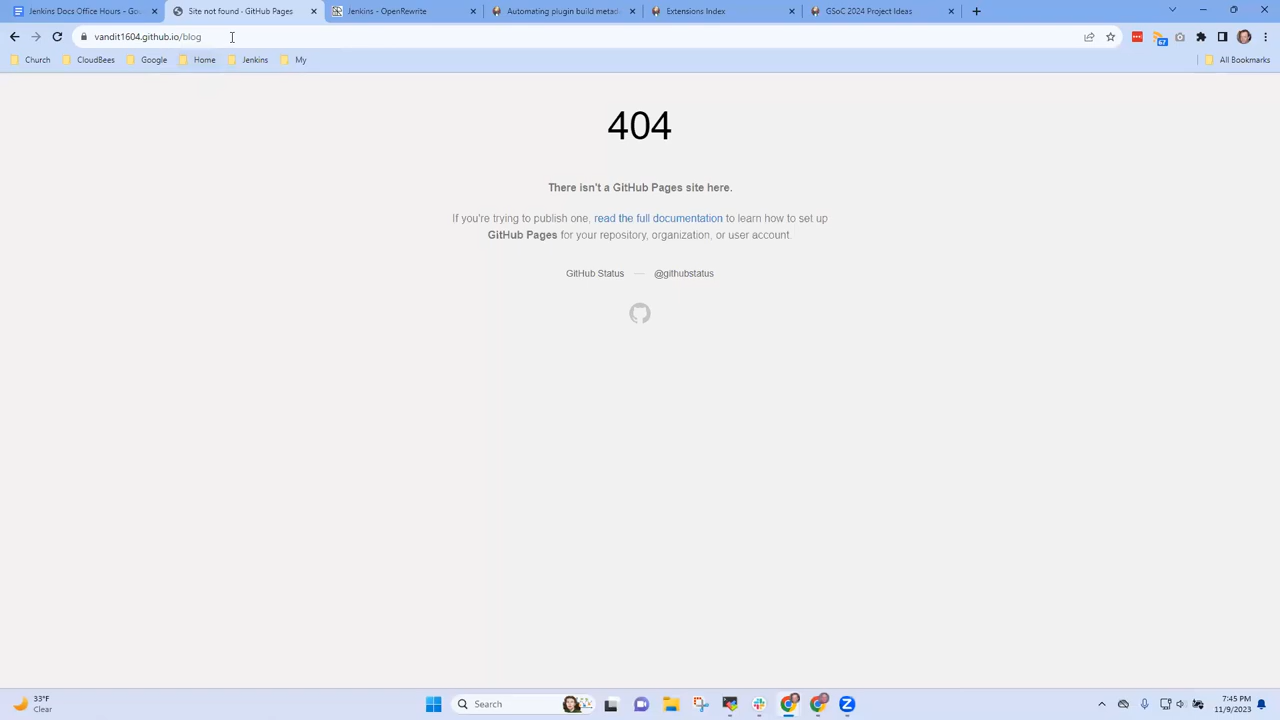 Jenkins Docs Office Hours - Go
Site not found · GitHub Pages
Jenkins - OpenRewrite
Automating plugin build metada
Extensions Index
GSoC 2024 Project Ideas
vandit1604.github.io/blog
67
Church
CloudBees
Google
Home
Jenkins
My
All Bookmarks
404
There isn't a GitHub Pages site here.
If you're trying to publish one, read the full documentation to learn how to set up
GitHub Pages for your repository, organization, or user account.
GitHub Status — @githubstatus
33°F
Clear
Search
7:45 PM
11/9/2023